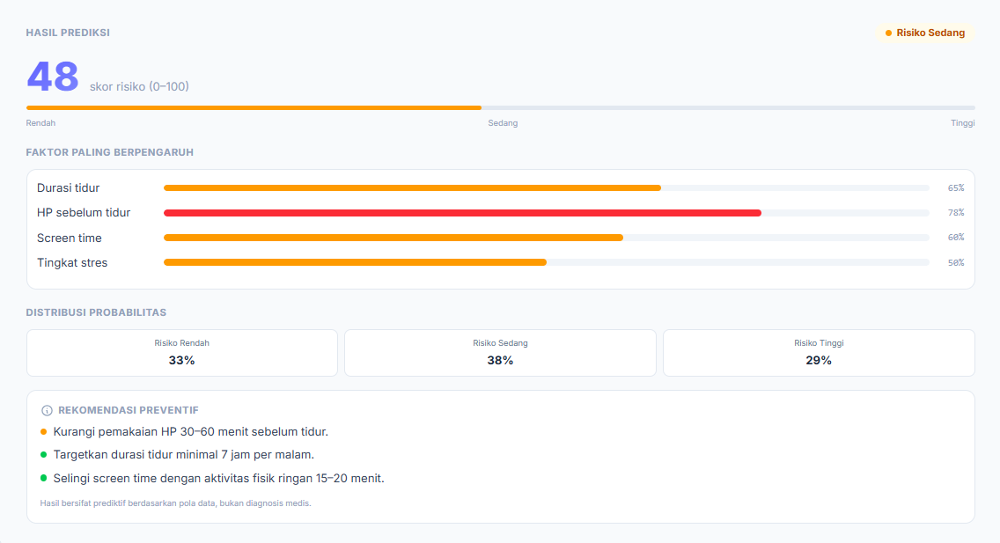 HASIL PREDIKSI
Risiko Sedang
48 skor risiko (0–100)
Rendah Sedang Tinggi
FAKTOR PALING BERPENGARUH
Durasi tidur 65%
HP sebelum tidur 78%
Screen time 60%
Tingkat stres 50%
DISTRIBUSI PROBABILITAS
Risiko Rendah Risiko Sedang Risiko Tinggi
33% 38% 29%
REKOMENDASI PREVENTIF
Kurangi pemakaian HP 30–60 menit sebelum tidur.
Targetkan durasi tidur minimal 7 jam per malam.
Selingi screen time dengan aktivitas fisik ringan 15–20 menit.
Hasil bersifat prediktif berdasarkan pola data, bukan diagnosis medis.